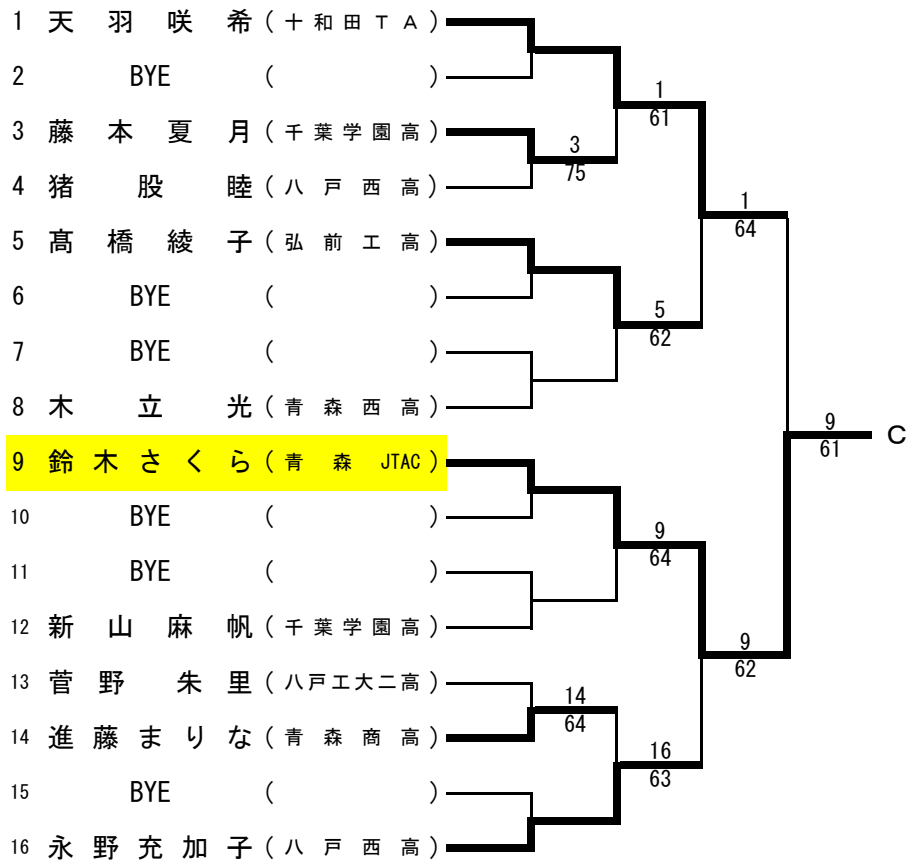 1 天羽咲希 (十和田TA)
2 BYE ( )
3 藤本夏月 (千葉学園高)
4 猪股睦 (八戸西高)
5 髙橋綾子 (弘前工高)
6 BYE ( )
7 BYE ( )
8 木立光 (青森西高)
9 鈴木さくら (青森JTAC)
10 BYE ( )
11 BYE ( )
12 新山麻帆 (千葉学園高)
13 菅野朱里 (八戸工大二高)
14 進藤まりな (青森商高)
15 BYE ( )
16 永野充加子 (八戸西高)
3
75
14
64
1
61
5
62
9
64
16
63
1
64
9
62
9
61
C